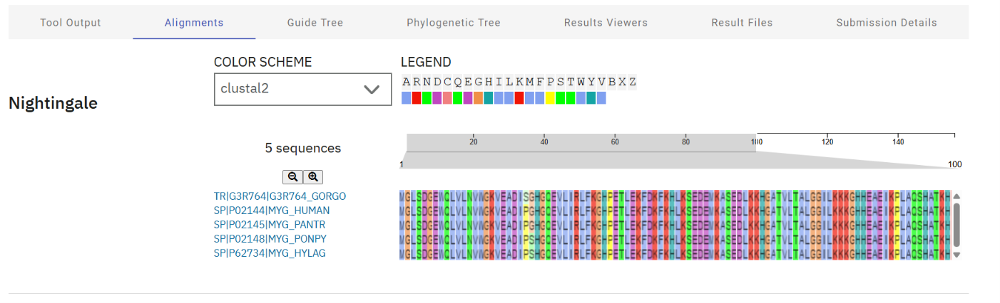 Tool Output Alignments Guide Tree Phylogenetic Tree Results Viewers Result Files Submission Details
COLOR SCHEME LEGEND
A R N D C Q E G H I L K M F P S T W Y V B X Z
clustal2
Nightingale
20 40 60 80 100 120 140
5 sequences
1 100
TR|G3R764|G3R764_GORGO MGLSDGEWQLVLNVWGKVEADISGHGQEVLIRLFKGHPETLEKFDKFKHLKSEDEMKASEDLKKHGATVLTALGGILKKKGHHEAEIKPLAQSHATKH
SP|P02144|MYG_HUMAN MGLSDGEWQLVLNVWGKVEADIPGHGQEVLIRLFKGHPETLEKFDKFKHLKSEDEMKASEDLKKHGATVLTALGGILKKKGHHEAEIKPLAQSHATKH
SP|P02145|MYG_PANTR MGLSDGEWQLVLNVWGKVEADIPGHGQEVLIRLFKGHPETLEKFDKFKHLKSEDEMKASEDLKKHGATVLTALGGILKKKGHHEAEIKPLAQSHATKH
SP|P02148|MYG_PONPY MGLSDGEWQLVLNVWGKVEADIPSHGQEVLIRLFKGHPETLEKFDKFKHLKSEDEMKASEDLKKHGATVLTALGGILKKKGHHEAEIKPLAQSHATKH
SP|P62734|MYG_HYLAG MGLSDGEWQLVLNVWGKVEADIPSHGQEVLIRLFKGHPETLEKFDKFKHLKSEDEMKASEDLKKHGATVLTALGGILKKKGHHEAEIKPLAQSHATKH